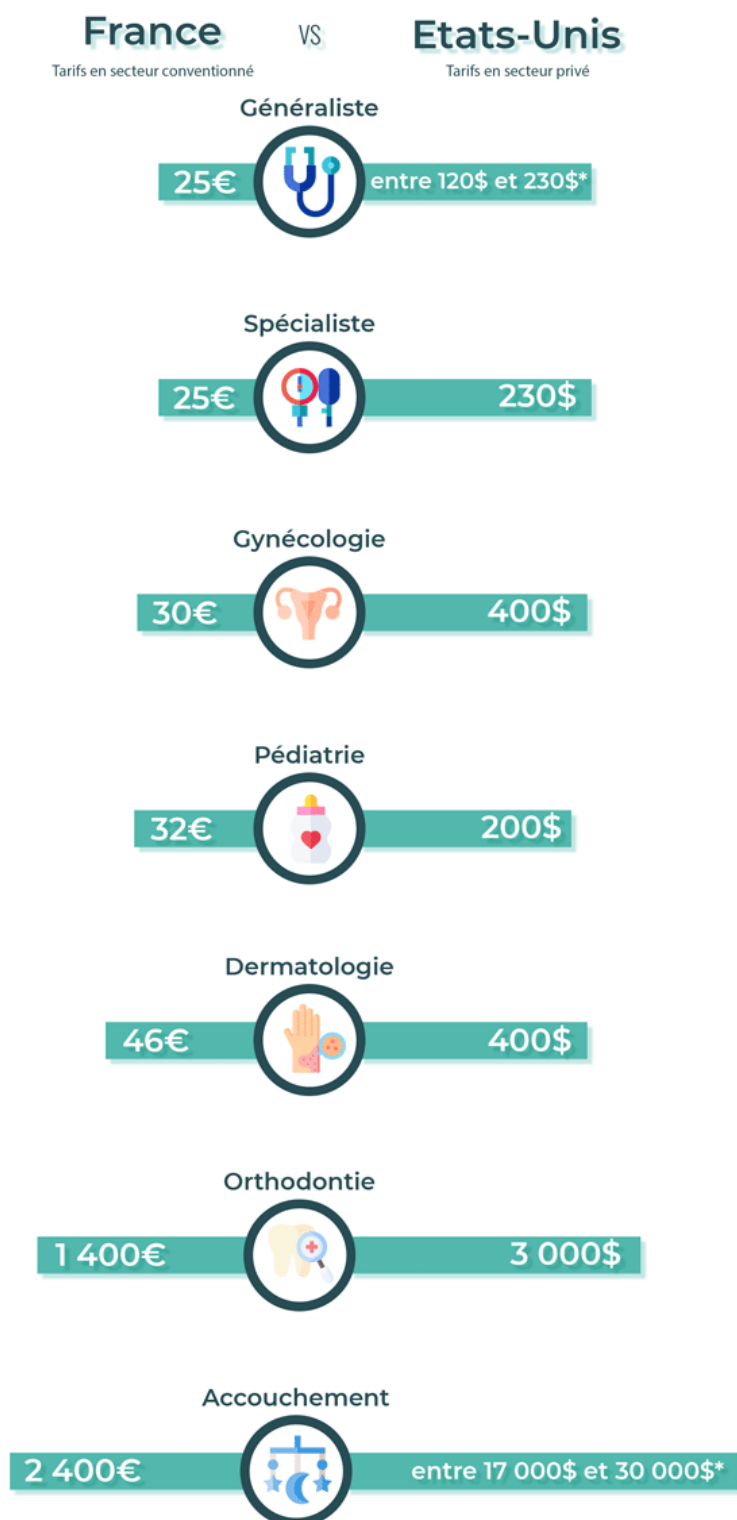 France VS Etats-Unis
Tarifs en secteur conventionné Tarifs en secteur privé
Généraliste
25€ entre 120$ et 230$*
Spécialiste
25€ 230$
Gynécologie
30€ 400$
Pédiatrie
32€ 200$
Dermatologie
46€ 400$
Orthodontie
1 400€ 3 000$
Accouchement
2 400€ entre 17 000$ et 30 000$*